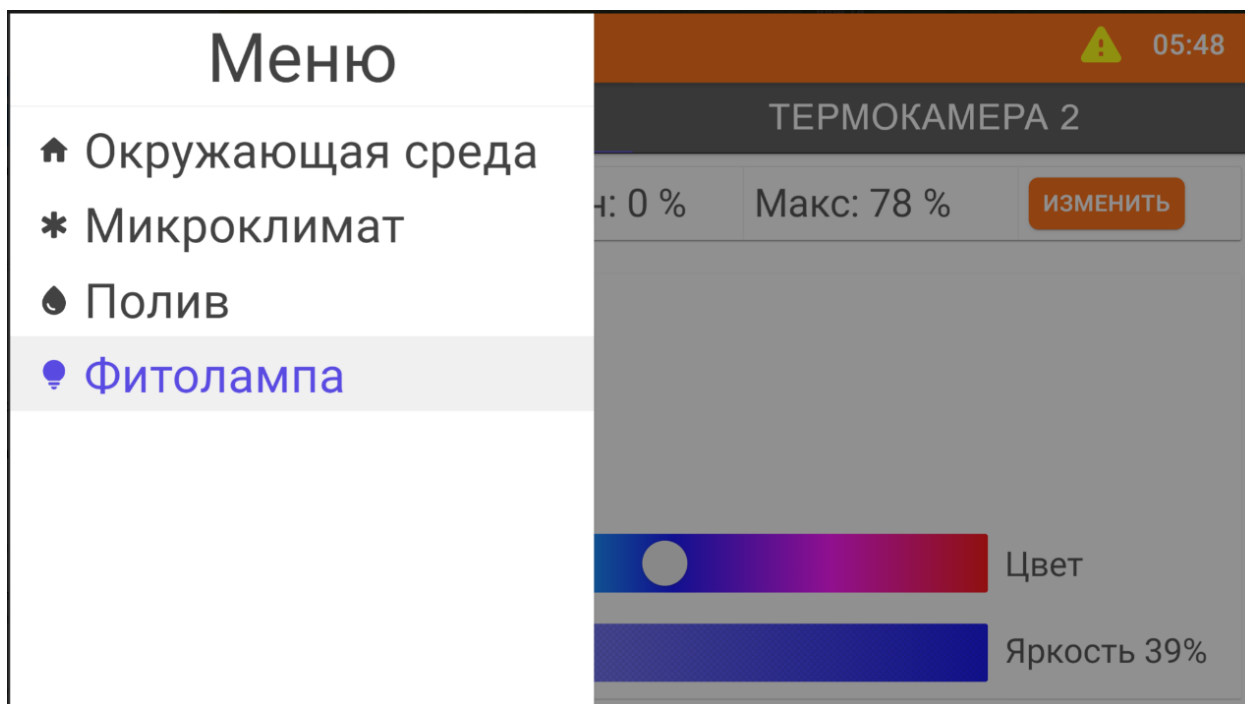 Меню
Окружающая среда
Микроклимат
Полив
Фитолампа
05:48
ТЕРМОКАМЕРА 2
н: 0 %
Макс: 78 %
ИЗМЕНИТЬ
Цвет
Яркость 39%